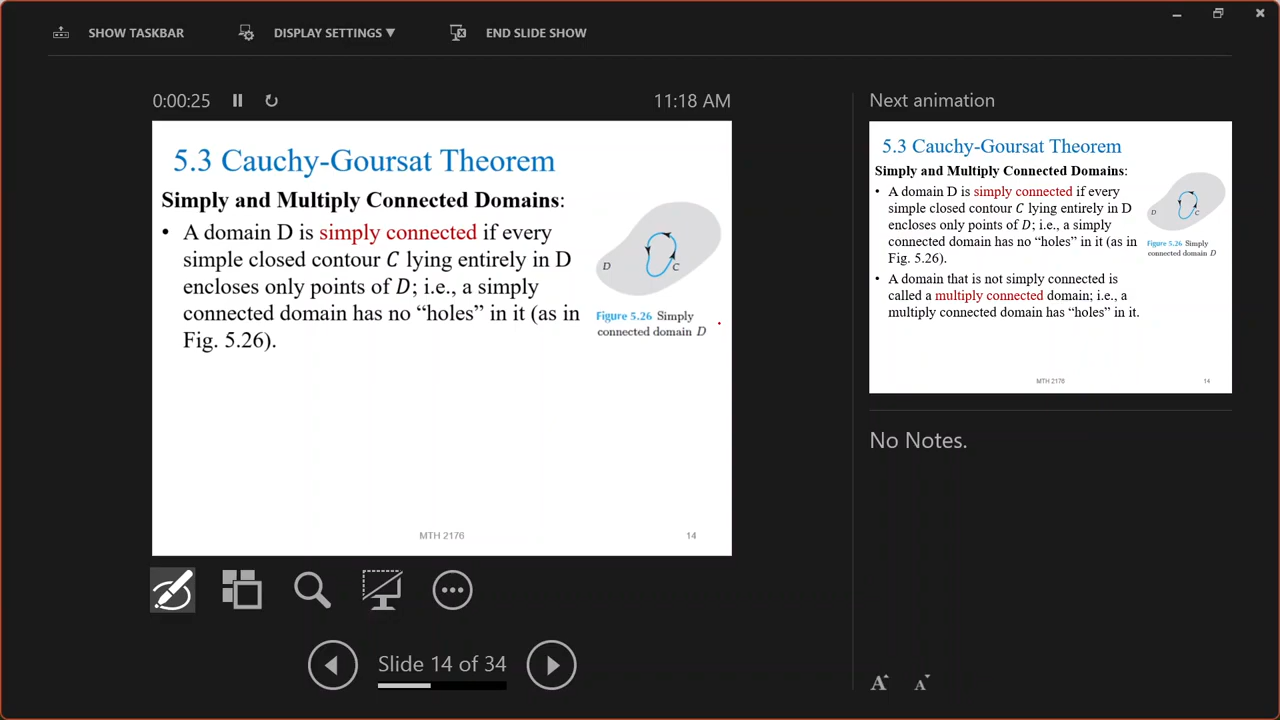 SHOW TASKBAR
DISPLAY SETTINGS ▼
END SLIDE SHOW
0:00:25
11:18 AM
5.3 Cauchy-Goursat Theorem
Simply and Multiply Connected Domains:
• A domain D is simply connected if every
simple closed contour C lying entirely in D
encloses only points of D; i.e., a simply
connected domain has no “holes” in it (as in
Fig. 5.26).
D
C
Figure 5.26 Simply
connected domain D
MTH 2176
14
Slide 14 of 34
Next animation
5.3 Cauchy-Goursat Theorem
Simply and Multiply Connected Domains:
• A domain D is simply connected if every
simple closed contour C lying entirely in D
encloses only points of D; i.e., a simply
connected domain has no “holes” in it (as in
Fig. 5.26).
• A domain that is not simply connected is
called a multiply connected domain; i.e., a
multiply connected domain has “holes” in it.
D
C
Figure 5.26 Simply
connected domain D
MTH 2176
14
No Notes.
A A